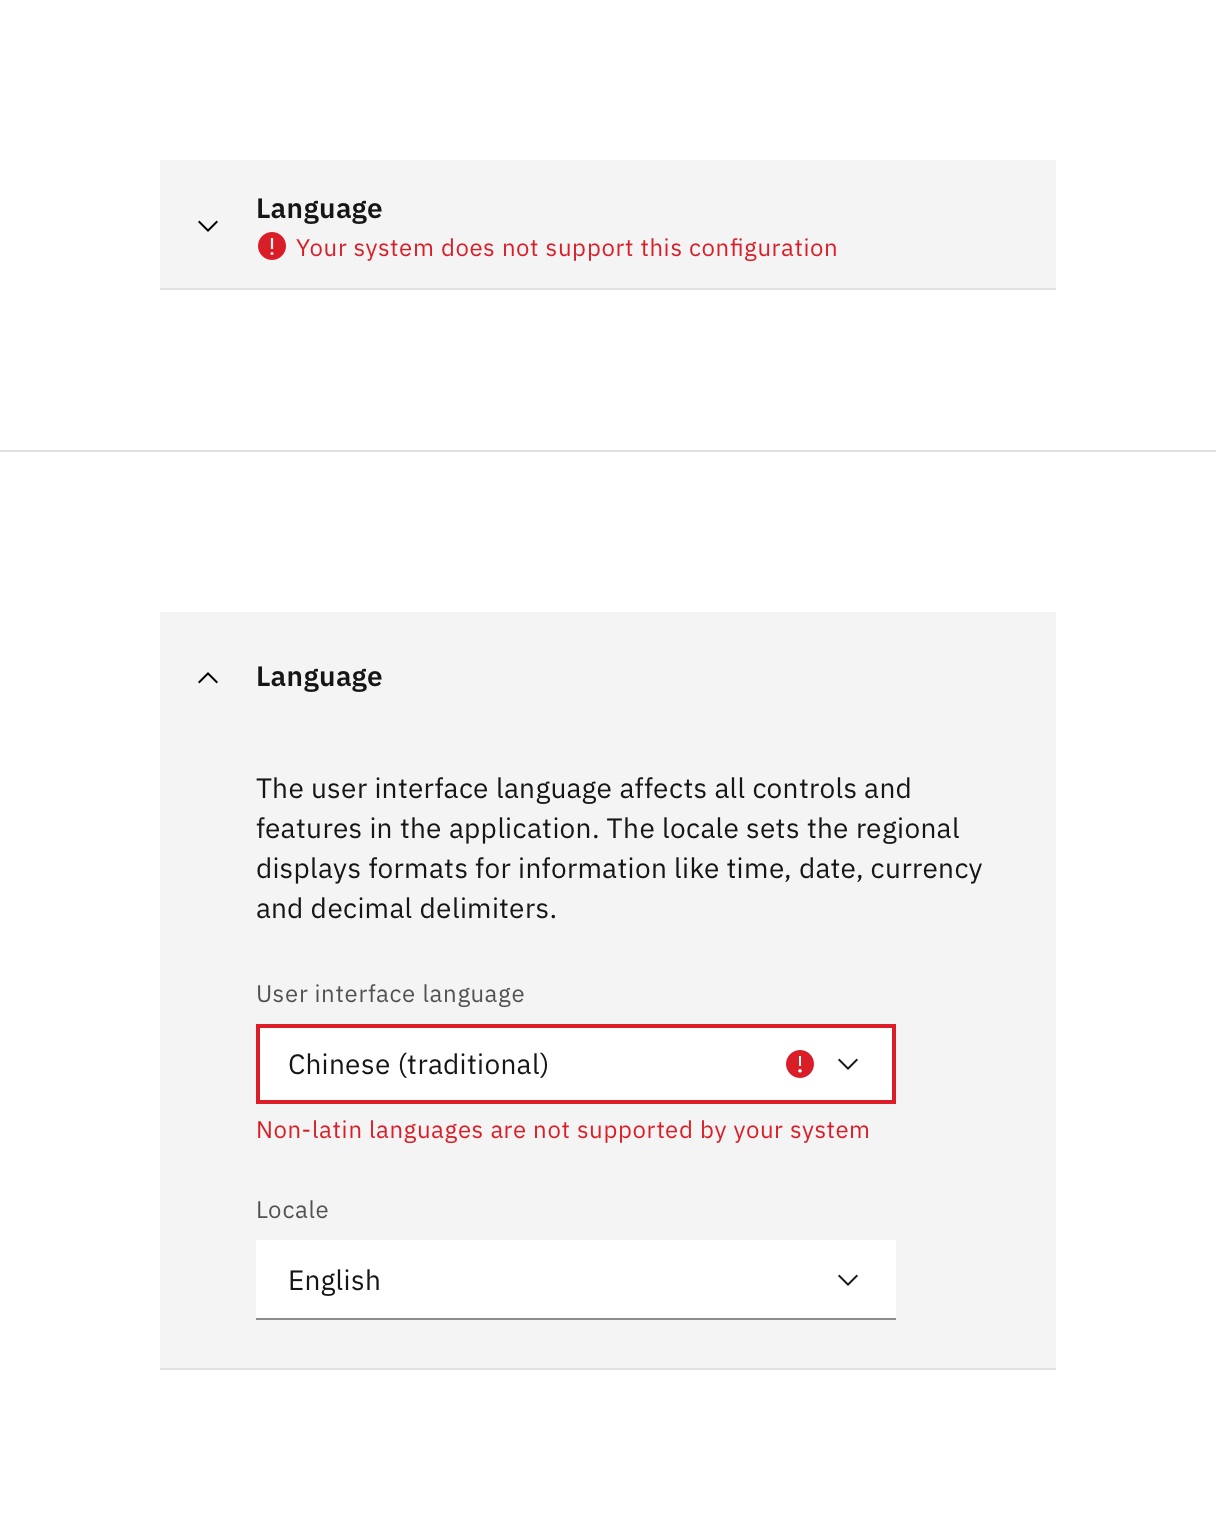 Language
Your system does not support this configuration
Language
The user interface language affects all controls and
features in the application. The locale sets the regional
displays formats for information like time, date, currency
and decimal delimiters.
User interface language
Chinese (traditional)
Non-latin languages are not supported by your system
Locale
English